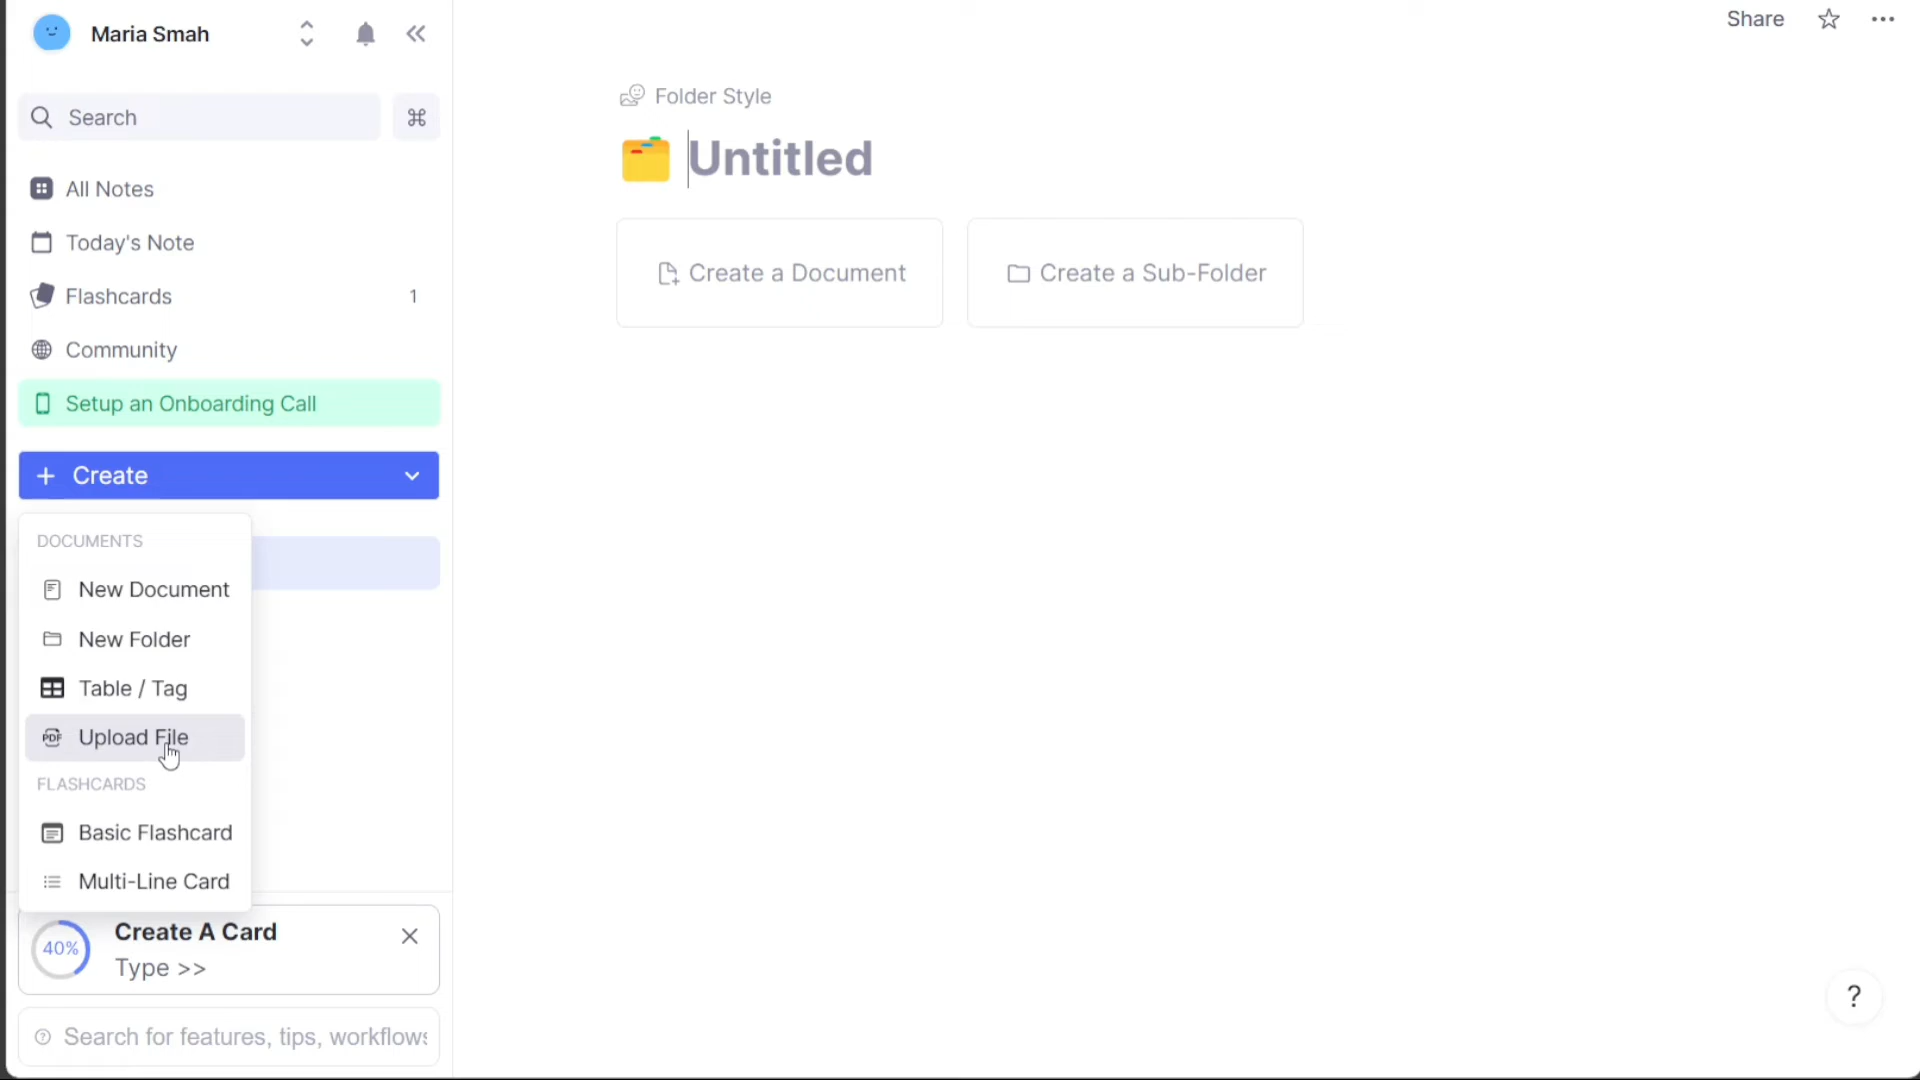 Maria Smah
Search
⌘
All Notes
Today's Note
Flashcards 1
Community
Setup an Onboarding Call
+ Create
DOCUMENTS
New Document
New Folder
Table / Tag
PDF Upload File
FLASHCARDS
Basic Flashcard
Multi-Line Card
40%
Create A Card
Type >>
Search for features, tips, workflows
Share
Folder Style
Untitled
Create a Document
Create a Sub-Folder
?